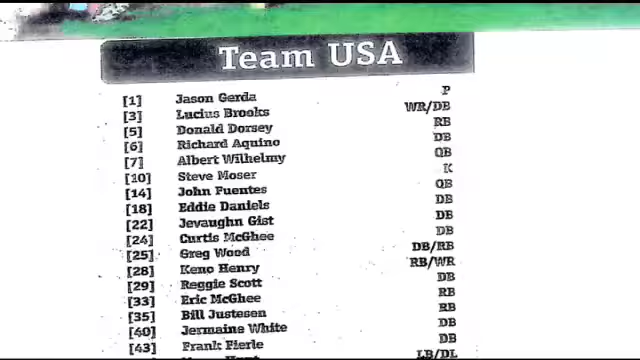 Team USA
[1] Jason Gerda P
[3] Lucius Brooks WR/DB
[5] Donald Dorsey RB
[6] Richard Aquino DB
[7] Albert Wilhelmy QB
[10] Steve Moser K
[14] John Fuentes QB
[18] Eddie Daniels DB
[22] Jevaughn Gist DB
[24] Curtis McGhee DB
[25] Greg Wood DB/RB
[28] Keno Henry RB/WR
[29] Reggie Scott DB
[33] Eric McGhee RB
[35] Bill Justesen RB
[40] Jermaine White DB
[43] Frank Fierle DB
LB/DL